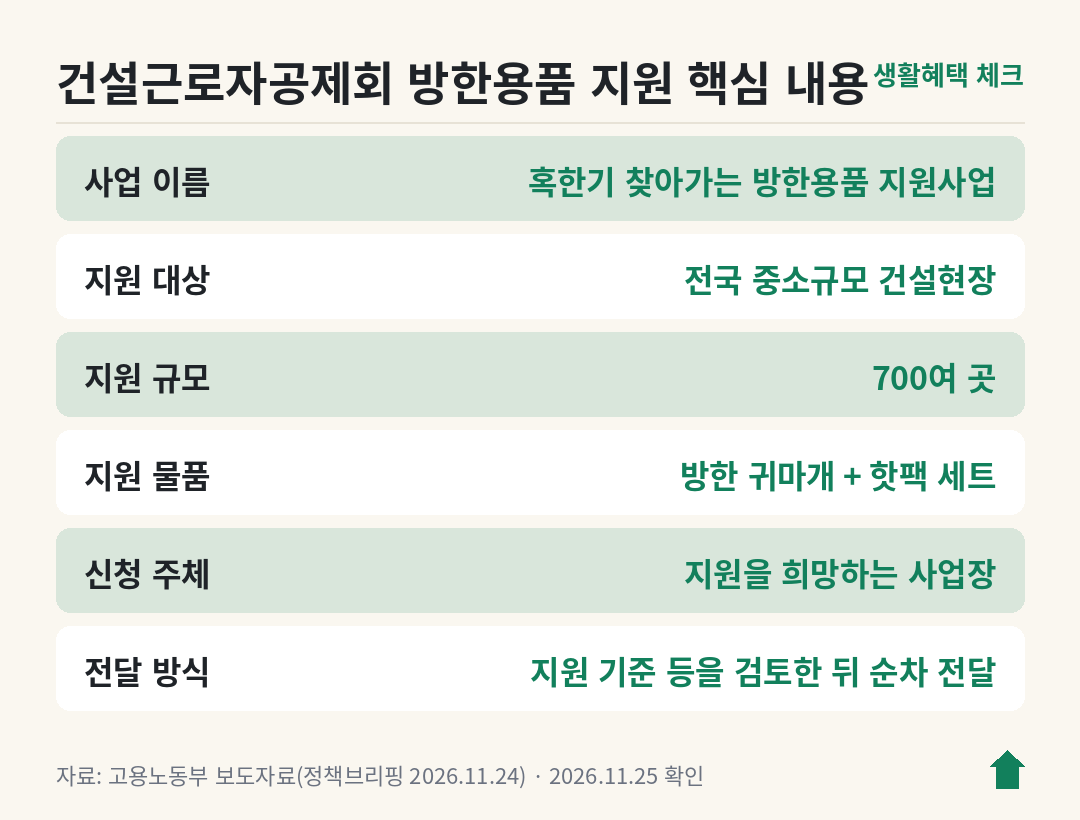 건설근로자공제회 방한용품 지원 핵심 내용 생활혜택 체크
사업 이름 혹한기 찾아가는 방한용품 지원사업
지원 대상 전국 중소규모 건설현장
지원 규모 700여 곳
지원 물품 방한 귀마개 + 핫팩 세트
신청 주체 지원을 희망하는 사업장
전달 방식 지원 기준 등을 검토한 뒤 순차 전달
자료: 고용노동부 보도자료(정책브리핑 2026.11.24) · 2026.11.25 확인